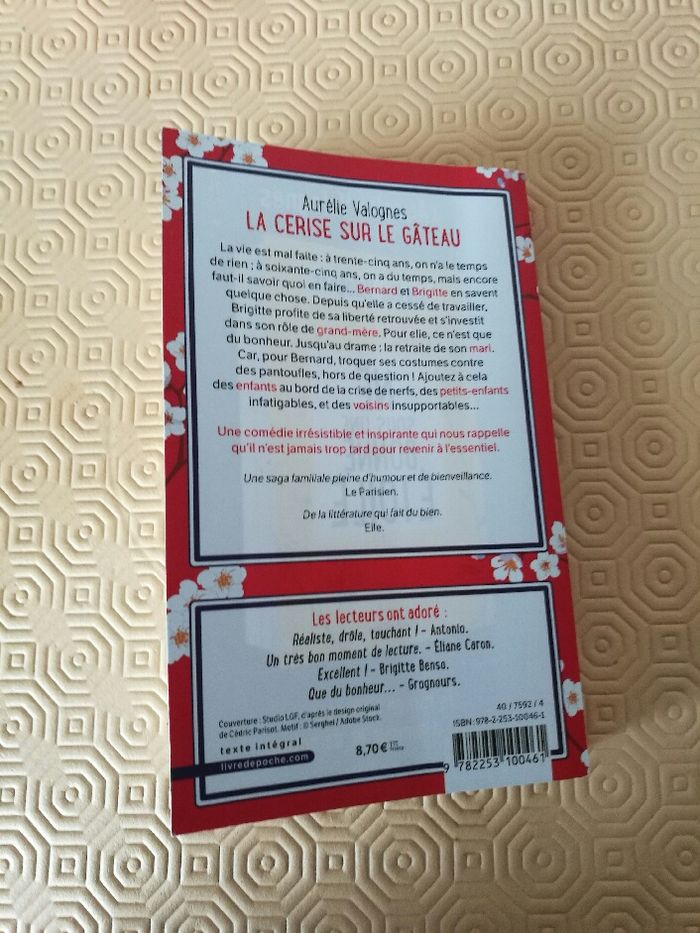 Aurélie Valognes
LA CERISE SUR LE GÂTEAU
La vie est mal faite : à trente-cinq ans, on n'a le temps
de rien ; à soixante-cinq ans, on a du temps, mais encore
faut-il savoir quoi en faire... Bernard et Brigitte en savent
quelque chose. Depuis qu'elle a cessé de travailler,
Brigitte profite de sa liberté retrouvée et s'investit
dans son rôle de grand-mère. Pour elle, ce n'est que
du bonheur. Jusqu'au drame : la retraite de son mari.
Car, pour Bernard, troquer ses costumes contre
des pantoufles, hors de question ! Ajoutez à cela
des enfants au bord de la crise de nerfs, des petits-enfants
infatigables, et des voisins insupportables...
Une comédie irrésistible et inspirante qui nous rappelle
qu'il n'est jamais trop tard pour revenir à l'essentiel.
Une saga familiale pleine d'humour et de bienveillance.
Le Parisien.
De la littérature qui fait du bien.
Elle.
Les lecteurs ont adoré :
Réaliste, drôle, touchant ! – Antonio.
Un très bon moment de lecture. – Éliane Caron.
Excellent ! – Brigitte Benso.
Que du bonheur... – Grognours.
Couverture : Studio LGF, d'après le design original
de Cédric Parisot. Motif : © Serghei / Adobe Stock.
texte intégral
livredepoche.com
8,70 €
40 / 7592 / 4
ISBN : 978-2-253-10046-1
9 782253 100461